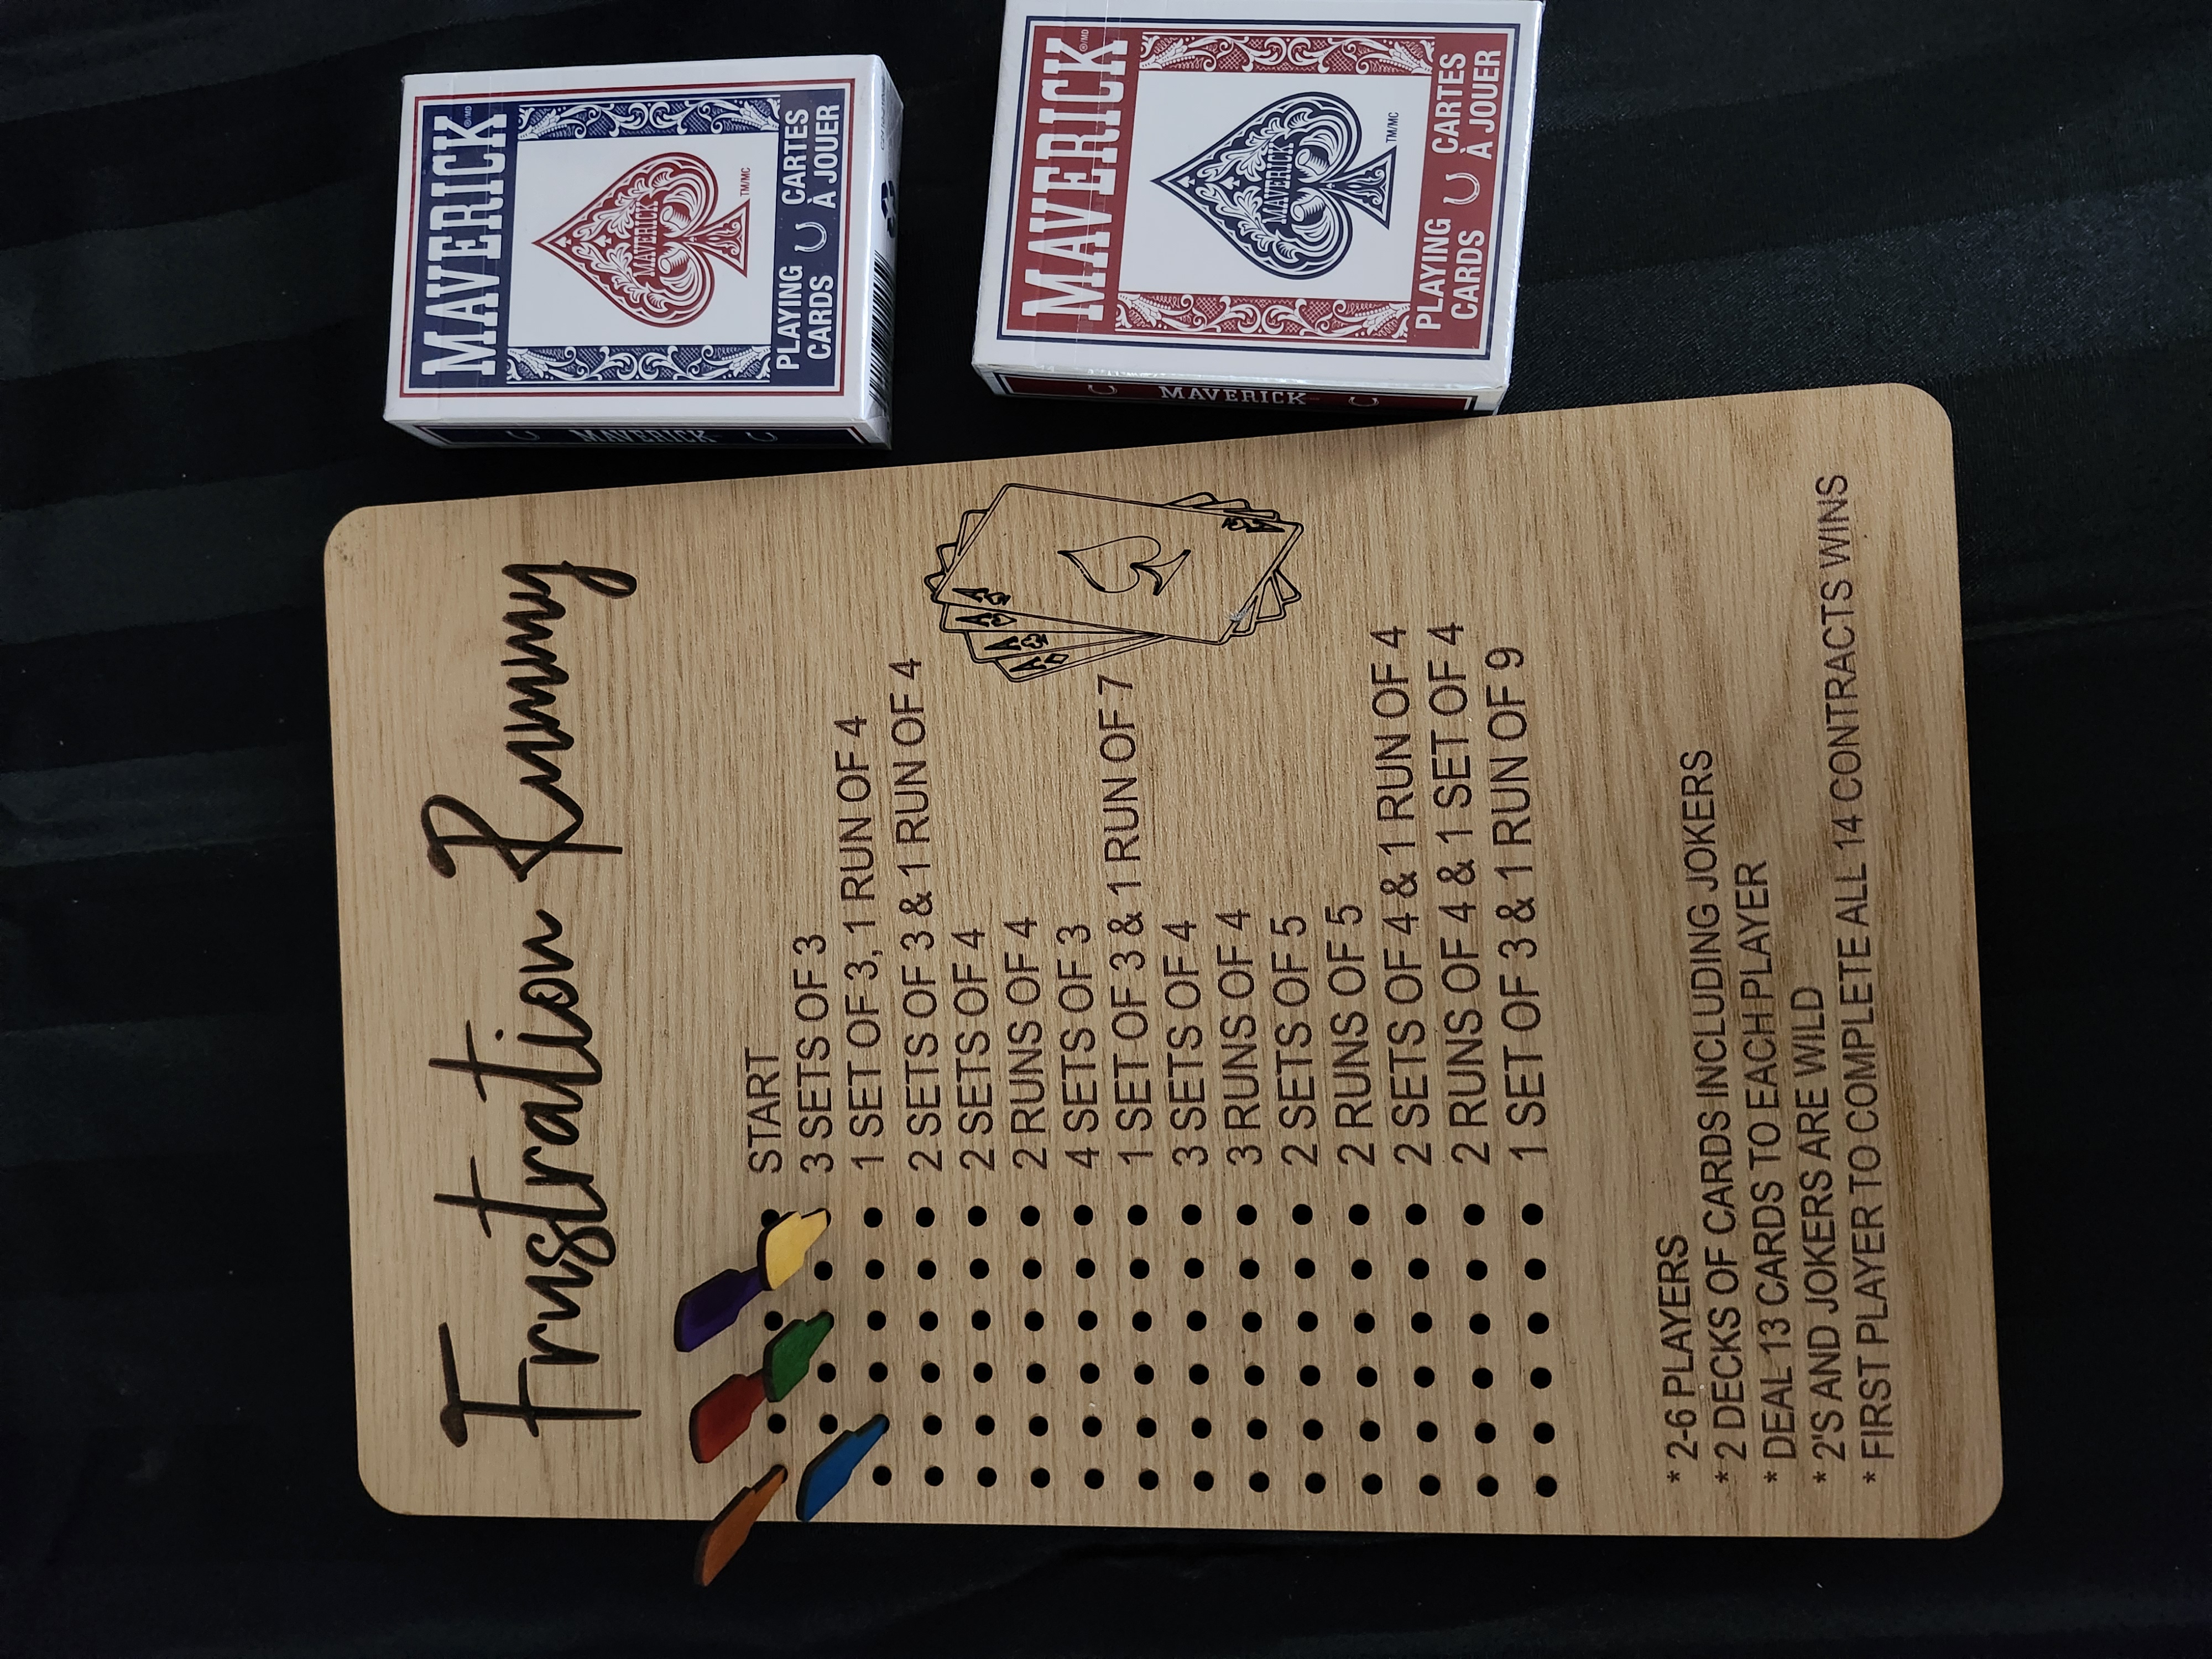 Frustration Rummy
START
3 SETS OF 3
1 SET OF 3, 1 RUN OF 4
2 SETS OF 3 & 1 RUN OF 4
2 SETS OF 4
2 RUNS OF 4
4 SETS OF 3
1 SET OF 3 & 1 RUN OF 7
3 SETS OF 4
3 RUNS OF 4
2 SETS OF 5
2 RUNS OF 5
2 SETS OF 4 & 1 RUN OF 4
2 RUNS OF 4 & 1 SET OF 4
1 SET OF 3 & 1 RUN OF 9
* 2-6 PLAYERS
* 2 DECKS OF CARDS INCLUDING JOKERS
* DEAL 13 CARDS TO EACH PLAYER
* 2'S AND JOKERS ARE WILD
* FIRST PLAYER TO COMPLETE ALL 14 CONTRACTS WINS
A
A
A
A
A
MAVERICK ®/MD
MAVERICK
MAVERICK
TM/MC
PLAYING CARTES
CARDS À JOUER
MAVERICK ®/MD
MAVERICK
MAVERICK
TM/MC
PLAYING CARTES
CARDS À JOUER